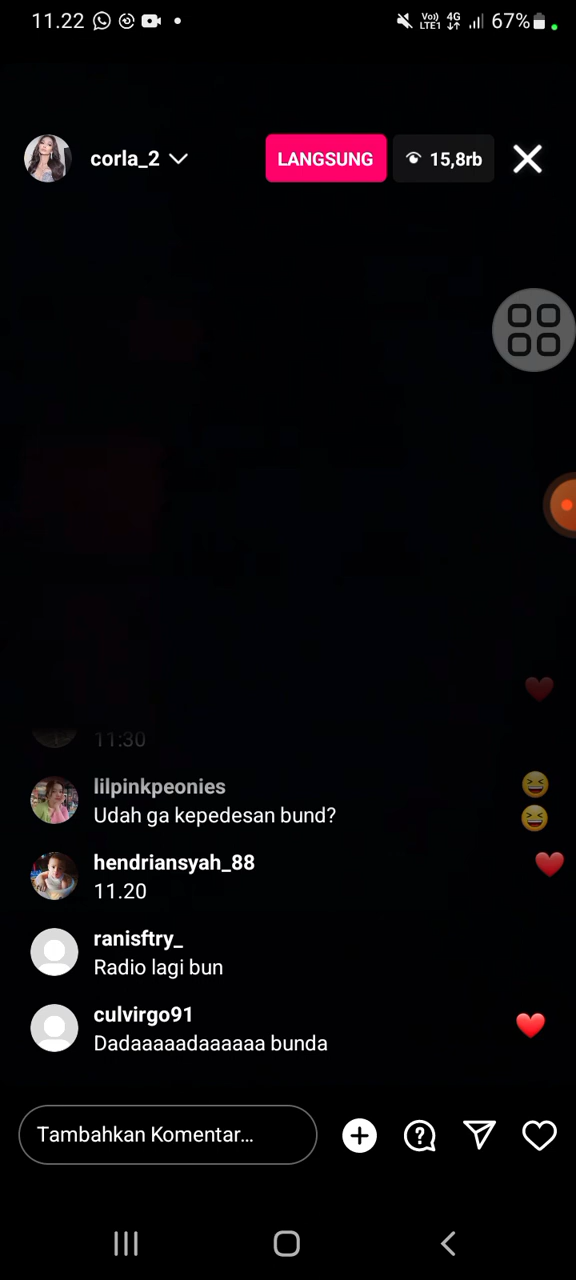 11.22
Vo)) LTE1 4G 67%
corla_2
LANGSUNG
15,8rb
11:30
lilpinkpeonies
Udah ga kepedesan bund?
hendriansyah_88
11.20
ranisftry_
Radio lagi bun
culvirgo91
Dadaaaaadaaaaaa bunda
Tambahkan Komentar...